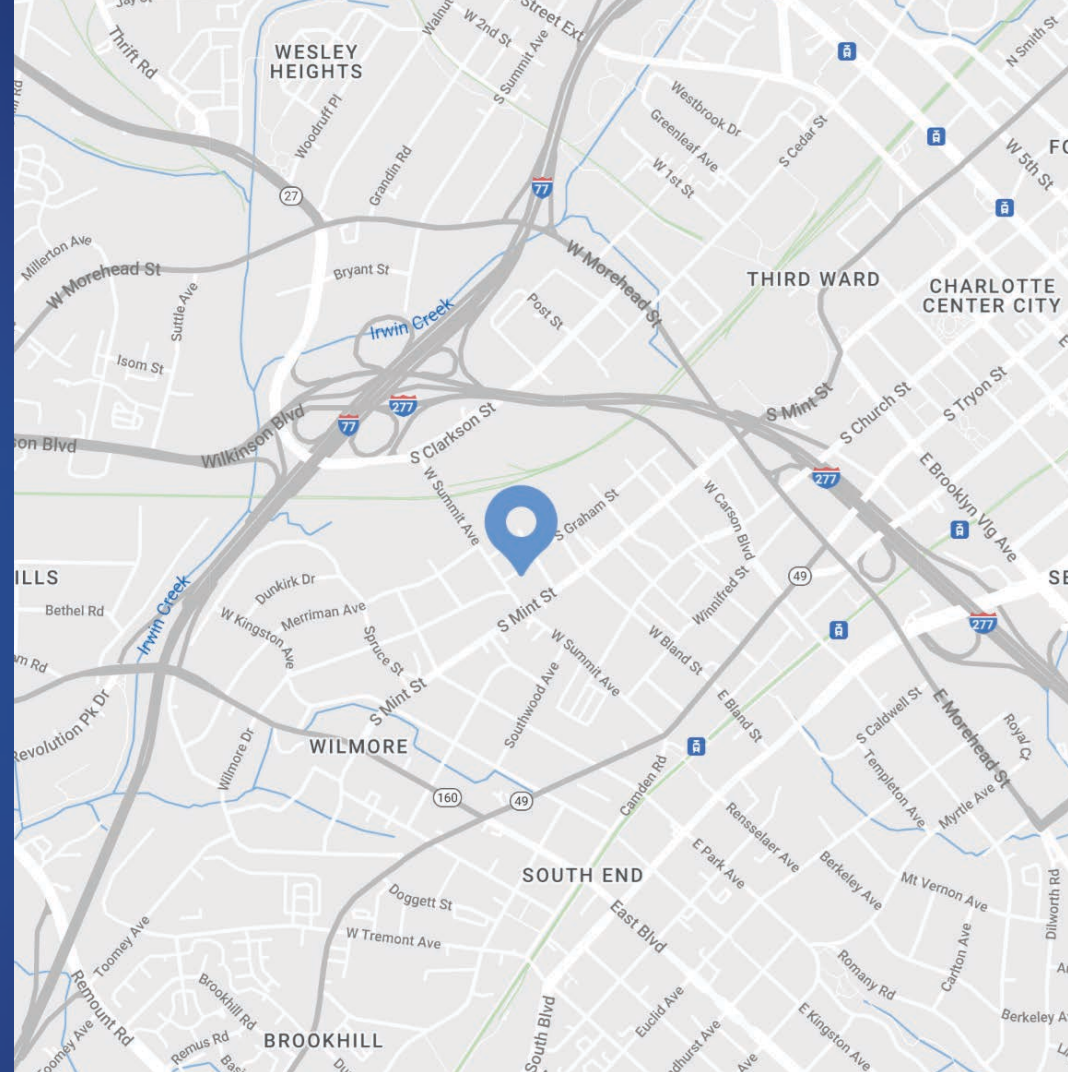 Thrift Rd
WESLEY
HEIGHTS
W 2nd St
Street Ext
S Summit Ave
Woodruff Pl
Grandin Rd
27
77
Westbrook Dr
Greenleaf Ave
W 1st St
S Cedar St
N Smith St
W 5th St
Millerton Ave
W Morehead St
Suttle Ave
Bryant St
Irwin Creek
Post St
W Morehead St
THIRD WARD
CHARLOTTE
CENTER CITY
Isom St
277
77
Wilkinson Blvd
S Clarkson St
S Mint St
S Church St
S Tryon St
son Blvd
W Summit Ave
S Graham St
W Carson Blvd
277
E Brooklyn Vlg Ave
ILLS
Bethel Rd
Irwin Creek
Dunkirk Dr
Merriman Ave
W Kingston Ave
Spruce St
S Mint St
W Summit Ave
W Bland St
Winnifred St
49
277
SE
Revolution Pk Dr
Wilmore Dr
S Mint St
Southwood Ave
E Bland St
WILMORE
160
49
Camden Rd
S Caldwell St
E Morehead St
Royal Ct
Templeton Ave
Myrtle Ave
Rensselaer Ave
E Park Ave
Berkeley Ave
Mt Vernon Ave
SOUTH END
Doggett St
W Tremont Ave
East Blvd
Dilworth Rd
Carlton Ave
Romany Rd
Toomey Ave
Remount Rd
Brookhill Rd
Remus Rd
BROOKHILL
South Blvd
Euclid Ave
E Kingston Ave
Berkeley A
oomey Ave
dhurst Ave
Ave